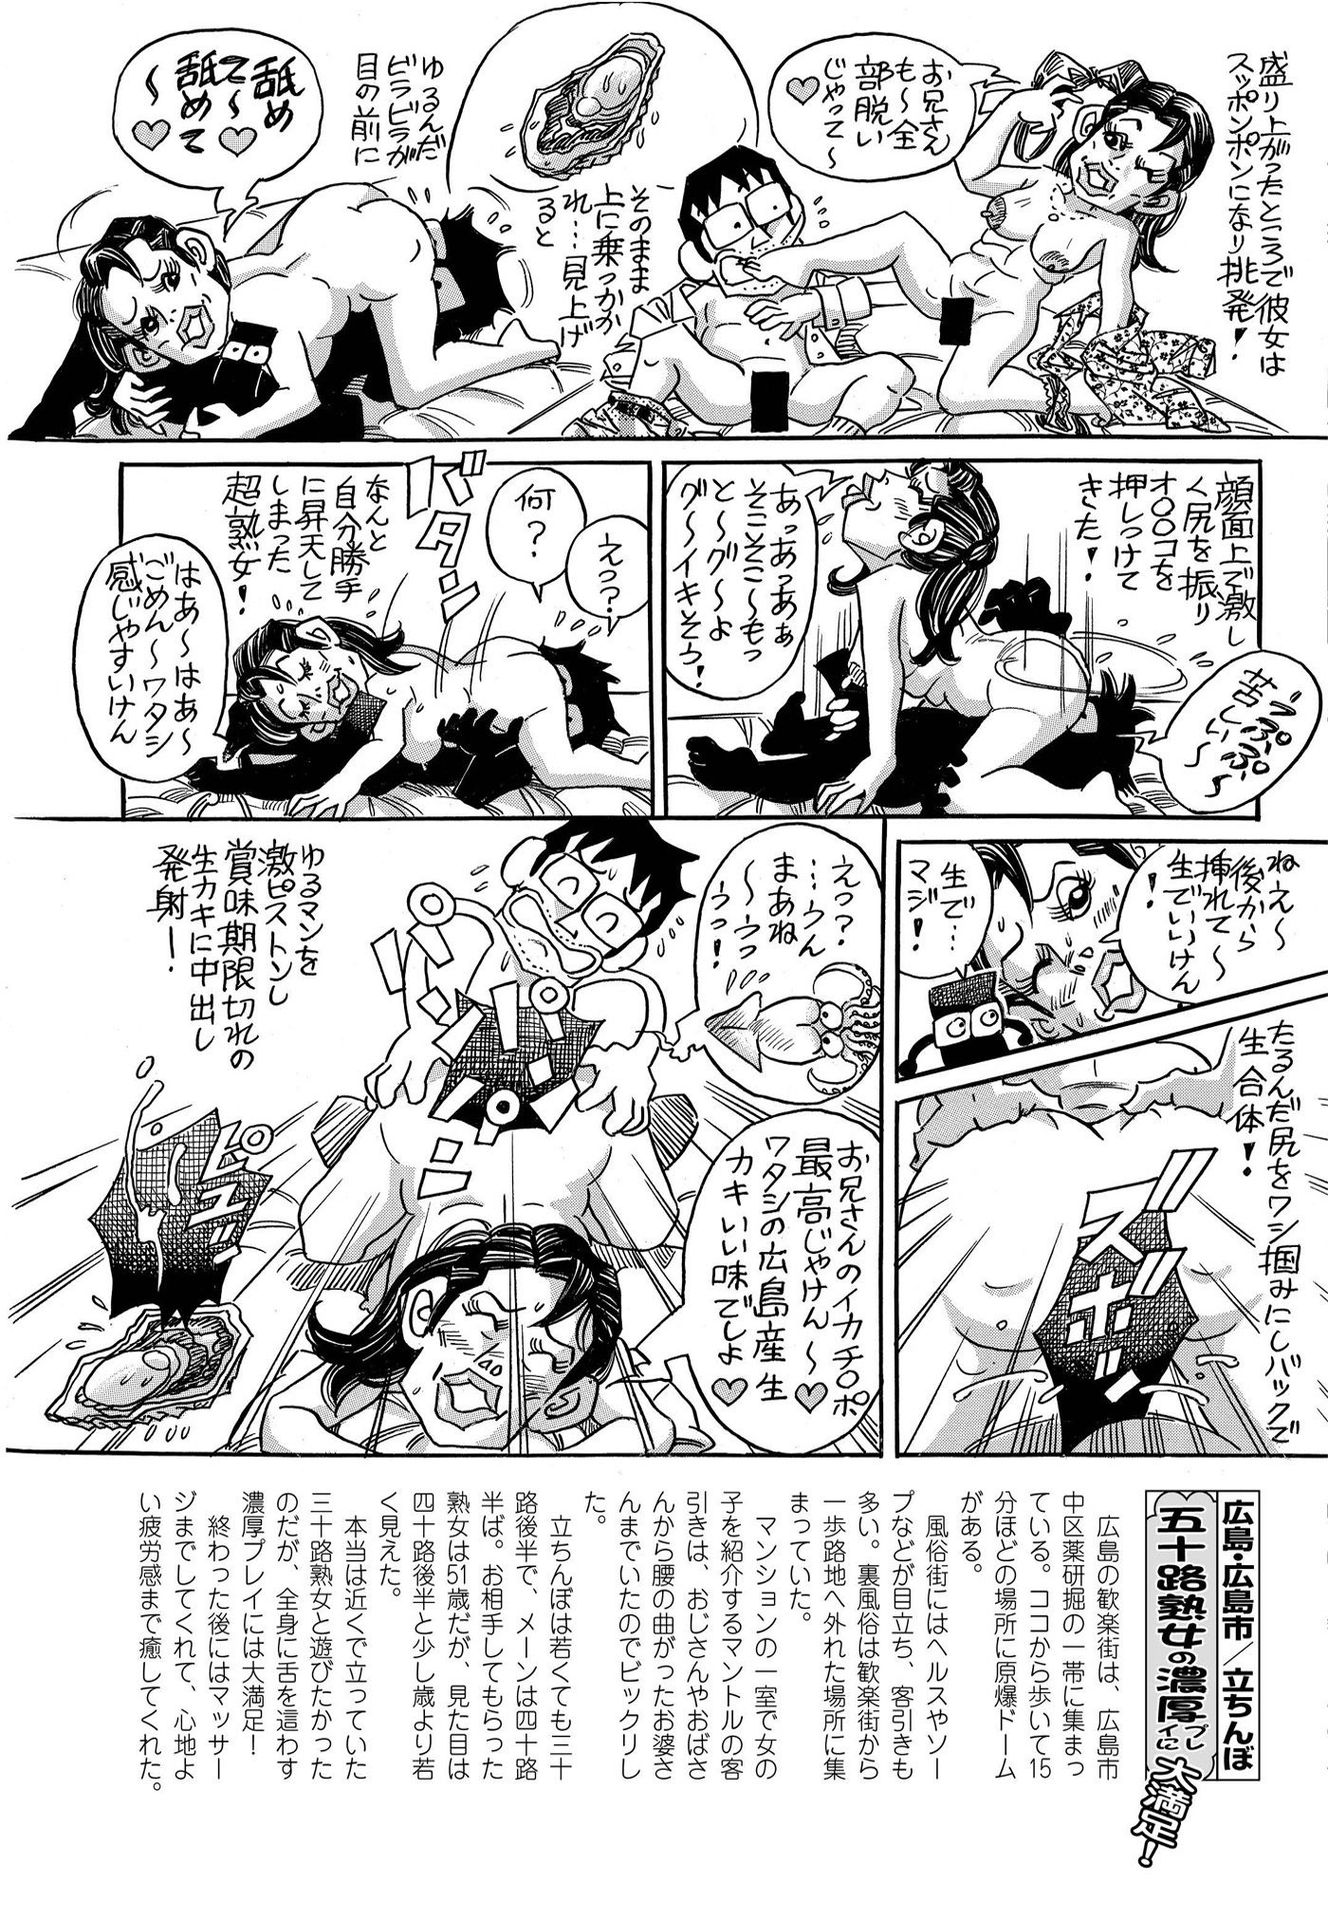 盛り上がったところで彼女は
スッポンポンになり挑発！
お兄さん
も〜全
部脱い
じゃって〜
♡
そのまま
上に乗っかか
れ…見上げ
ると
ゆるんだ
ビラビラが
目の前に
舐め
て〜♡
舐めて
〜♡
顔面上で激し
く尻を振り
オ〇〇コを
押しつけて
きた！
うぷぷぷ
苦しい〜
あっあっあぁ
そこそこ〜もっ
と〜グ〜よ
グ〜イキそう！
えっ？
何？
バタン
なんと
自分勝手
に昇天して
しまった
超熟女！
はあ〜はあ〜
ごめん〜ワタシ
感じやすいけん
ねえ〜
後から
挿れて〜
生でいいけん
！
生で…
マジ！
たるんだ尻をワシ掴みにしバックで
生合体！
ズボッ
えっ？
…うん
まあね
〜〜うっ
うっ！
お兄さんのイカチ〇ポ
最高じゃけん〜♡
ワタシの広島産生
カキいい味でしょ♡
パンパン
パンパン
ゆるマンを
激ピストンし
賞味期限切れの
生カキに中出し
発射ー！
ピュー
広島・広島市／立ちんぼ
五十路熟女の濃厚プレイに大満足！
広島の歓楽街は、広島市
中区薬研掘の一帯に集まっ
ている。ココから歩いて15
分ほどの場所に原爆ドーム
がある。
風俗街にはヘルスやソー
プなどが目立ち、客引きも
多い。裏風俗は歓楽街から
一歩路地へ外れた場所に集
まっていた。
マンションの一室で女の
子を紹介するマントルの客
引きは、おじさんやおばさ
んから腰の曲がったお婆さ
んまでいたのでビックリし
た。
立ちんぼは若くても三十
路後半で、メーンは四十路
半ば。お相手してもらった
熟女は51歳だが、見た目は
四十路後半と少し歳より若
く見えた。
本当は近くで立っていた
三十路熟女と遊びたかった
のだが、全身に舌を這わす
濃厚プレイには大満足！
終わった後にはマッサー
ジまでしてくれて、心地よ
い疲労感まで癒してくれた。